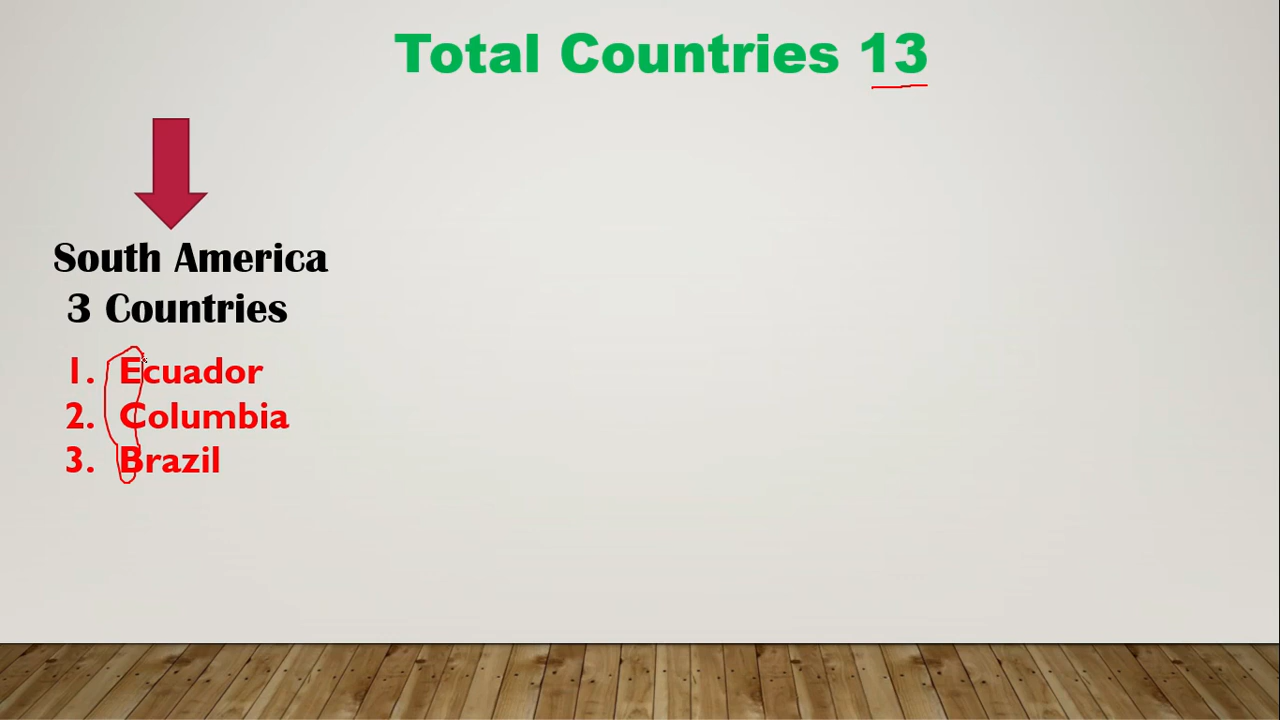 Total Countries 13
South America
3 Countries
1. Ecuador
2. Columbia
3. Brazil